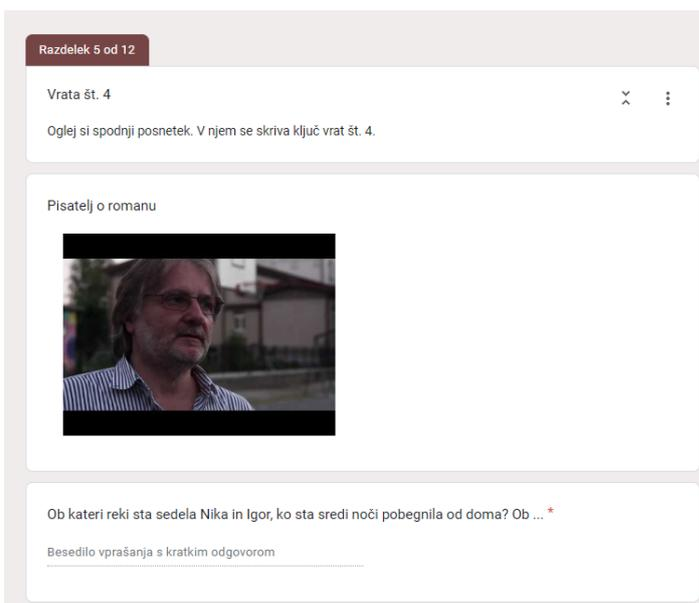 Razdelek 5 od 12
Vrata št. 4
Oglej si spodnji posnetek. V njem se skriva ključ vrat št. 4.
Pisatelj o romanu
Ob kateri reki sta sedela Nika in Igor, ko sta sredi noči pobegnila od doma? Ob ... *
Besedilo vprašanja s kratkim odgovorom